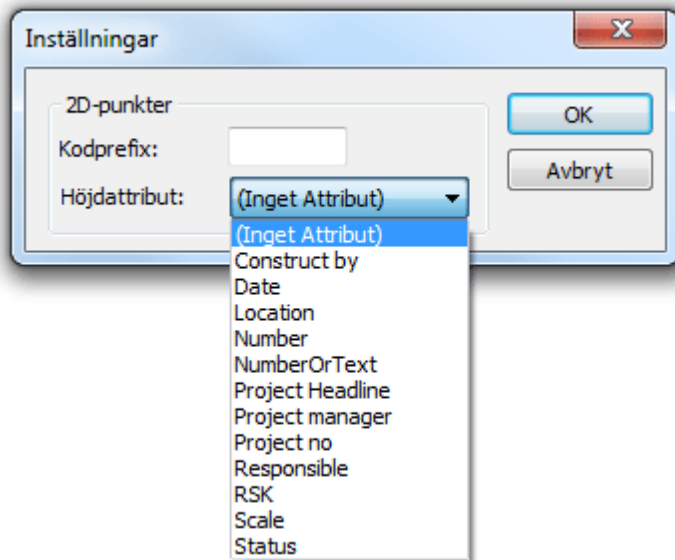 Inställningar
2D-punkter
Kodprefix:
Höjdattribut:
(Inget Attribut)
OK
Avbryt
(Inget Attribut)
Construct by
Date
Location
Number
NumberOrText
Project Headline
Project manager
Project no
Responsible
RSK
Scale
Status